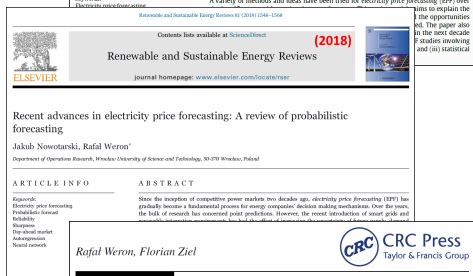 A variety of methods and ideas have been tried for electricity price forecasting (EPF) over
Electricity price forecasting
ims to explain the
d the opportunities
ed. The paper also
in the next decade
F studies involving
and (iii) statistical
Renewable and Sustainable Energy Reviews 81 (2018) 1548–1568
Contents lists available at ScienceDirect
(2018)
Renewable and Sustainable Energy Reviews
ELSEVIER
journal homepage: www.elsevier.com/locate/rser
Recent advances in electricity price forecasting: A review of probabilistic
forecasting
Jakub Nowotarski, Rafał Weron*
Department of Operations Research, Wrocław University of Science and Technology, 50-370 Wrocław, Poland
ARTICLE INFO
Keywords:
Electricity price forecasting
Probabilistic forecast
Reliability
Sharpness
Day-ahead market
Autoregression
Neural network
ABSTRACT
Since the inception of competitive power markets two decades ago, electricity price forecasting (EPF) has
gradually become a fundamental process for energy companies' decision making mechanisms. Over the years,
the bulk of research has concerned point predictions. However, the recent introduction of smart grids and
Rafał Weron, Florian Ziel
CRC
CRC Press
Taylor & Francis Group